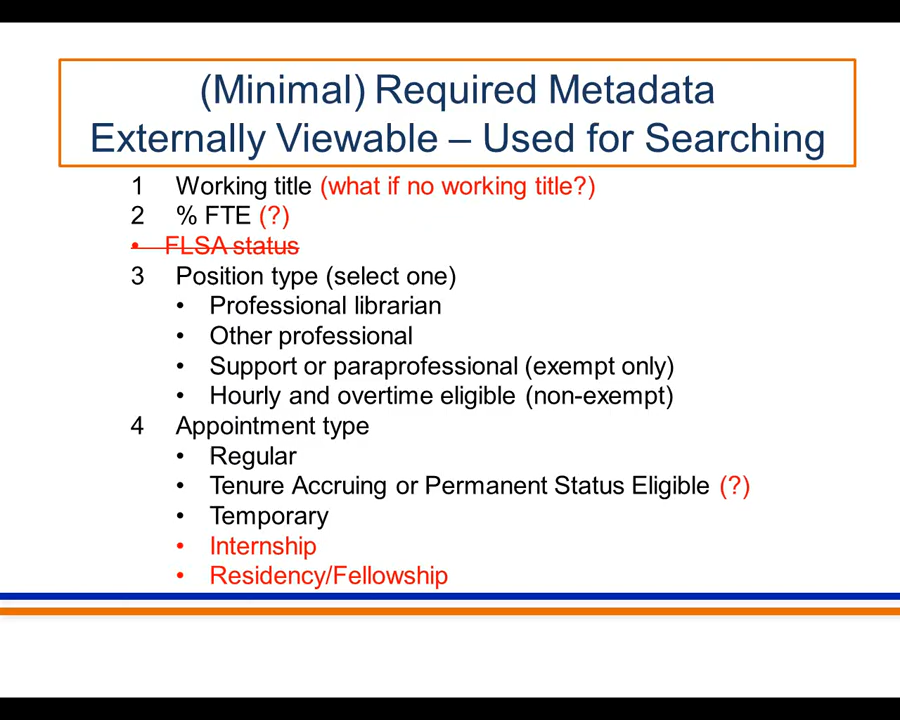 (Minimal) Required Metadata
Externally Viewable – Used for Searching
1 Working title (what if no working title?)
2 % FTE (?)
• FLSA status
3 Position type (select one)
• Professional librarian
• Other professional
• Support or paraprofessional (exempt only)
• Hourly and overtime eligible (non-exempt)
4 Appointment type
• Regular
• Tenure Accruing or Permanent Status Eligible (?)
• Temporary
• Internship
• Residency/Fellowship